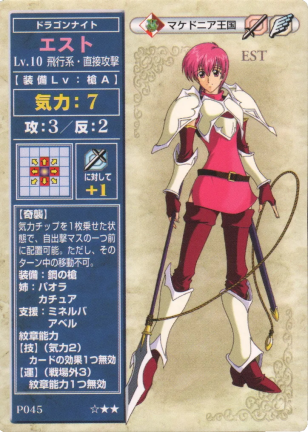 ドラゴンナイト
エスト
Lv.10 飛行系・直接攻撃
【装備Lv：槍A】
気力：7
攻：3／反：2
に対して
+1
【奇襲】
気力チップを1枚乗せた状
態で、自出撃マスの一つ前
に配置可能。ただし、その
ターン中の移動不可。
装備：鋼の槍
姉：パオラ
カチュア
支援：ミネルバ
アベル
紋章能力
【技】（気力2）
カードの効果1つ無効
【運】（戦場外3）
紋章能力1つ無効
P045
☆★★
マケドニア王国
EST